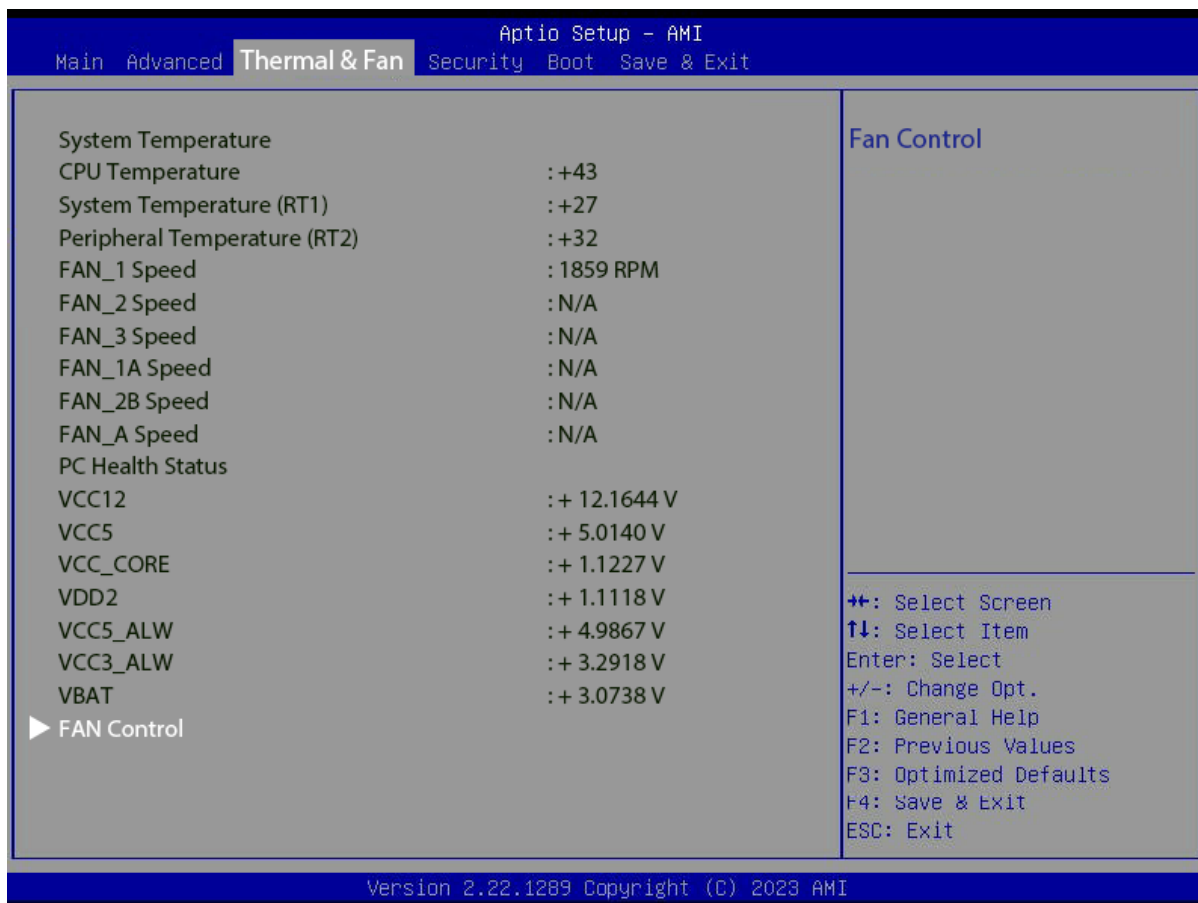 Aptio Setup - AMI
Main Advanced Thermal & Fan Security Boot Save & Exit
System Temperature
CPU Temperature : +43
System Temperature (RT1) : +27
Peripheral Temperature (RT2) : +32
FAN_1 Speed : 1859 RPM
FAN_2 Speed : N/A
FAN_3 Speed : N/A
FAN_1A Speed : N/A
FAN_2B Speed : N/A
FAN_A Speed : N/A
PC Health Status
VCC12 : + 12.1644 V
VCC5 : + 5.0140 V
VCC_CORE : + 1.1227 V
VDD2 : + 1.1118 V
VCC5_ALW : + 4.9867 V
VCC3_ALW : + 3.2918 V
VBAT : + 3.0738 V
▶ FAN Control
Fan Control
→←: Select Screen
↑↓: Select Item
Enter: Select
+/-: Change Opt.
F1: General Help
F2: Previous Values
F3: Optimized Defaults
F4: Save & Exit
ESC: Exit
Version 2.22.1289 Copyright (C) 2023 AMI